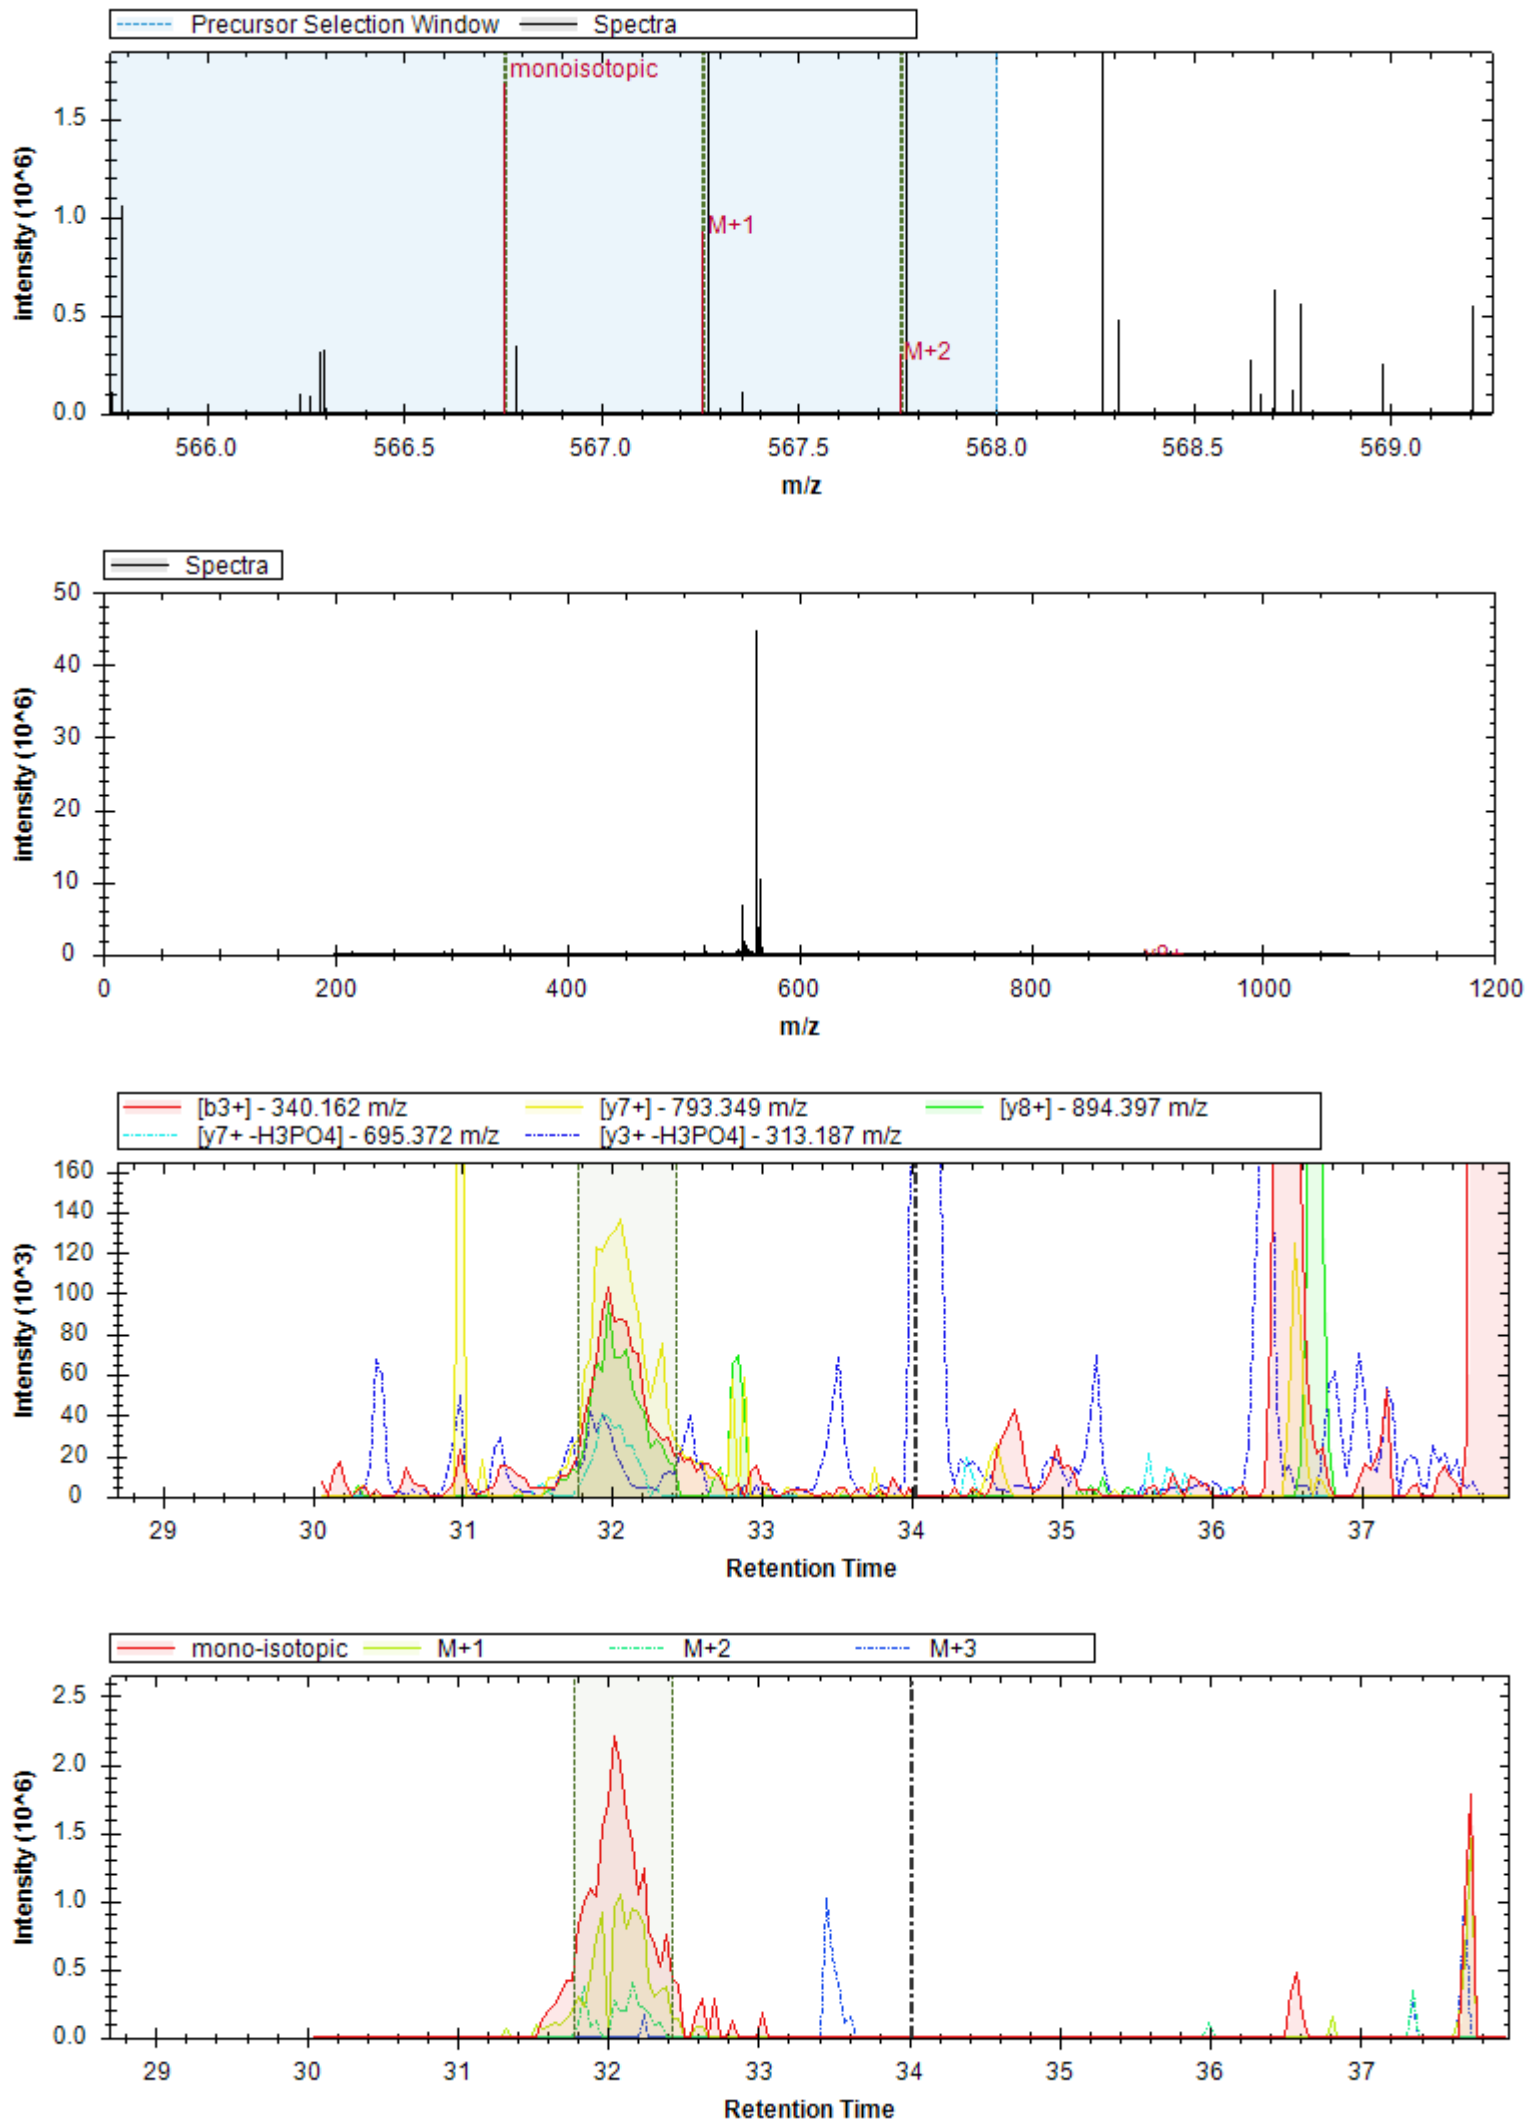 Precursor Selection Window Spectra
monoisotopic
1.5
M+1
1.0
M+2
0.5
0.0
intensity (10^6)
566.0 566.5 567.0 567.5 568.0 568.5 569.0
m/z
Spectra
50
40
30
20
10
0
intensity (10^6)
0 200 400 600 800 1000 1200
m/z
[b3+] - 340.162 m/z [y7+] - 793.349 m/z [y8+] - 894.397 m/z
[y7+ -H3PO4] - 695.372 m/z [y3+ -H3PO4] - 313.187 m/z
160
140
120
100
80
60
40
20
0
Intensity (10^3)
29 30 31 32 33 34 35 36 37
Retention Time
mono-isotopic M+1 M+2 M+3
2.5
2.0
1.5
1.0
0.5
0.0
Intensity (10^6)
29 30 31 32 33 34 35 36 37
Retention Time